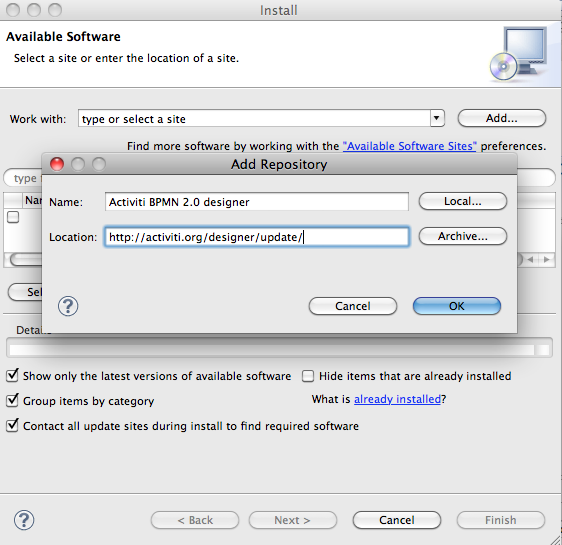 Install
Available Software
Select a site or enter the location of a site.
Work with: type or select a site Add...
Find more software by working with the "Available Software Sites" preferences.
Add Repository
type
Name: Activiti BPMN 2.0 designer Local...
Location: http://activiti.org/designer/update/ Archive...
? Cancel OK
Details
Show only the latest versions of available software Hide items that are already installed
Group items by category What is already installed?
Contact all update sites during install to find required software
? < Back Next > Cancel Finish